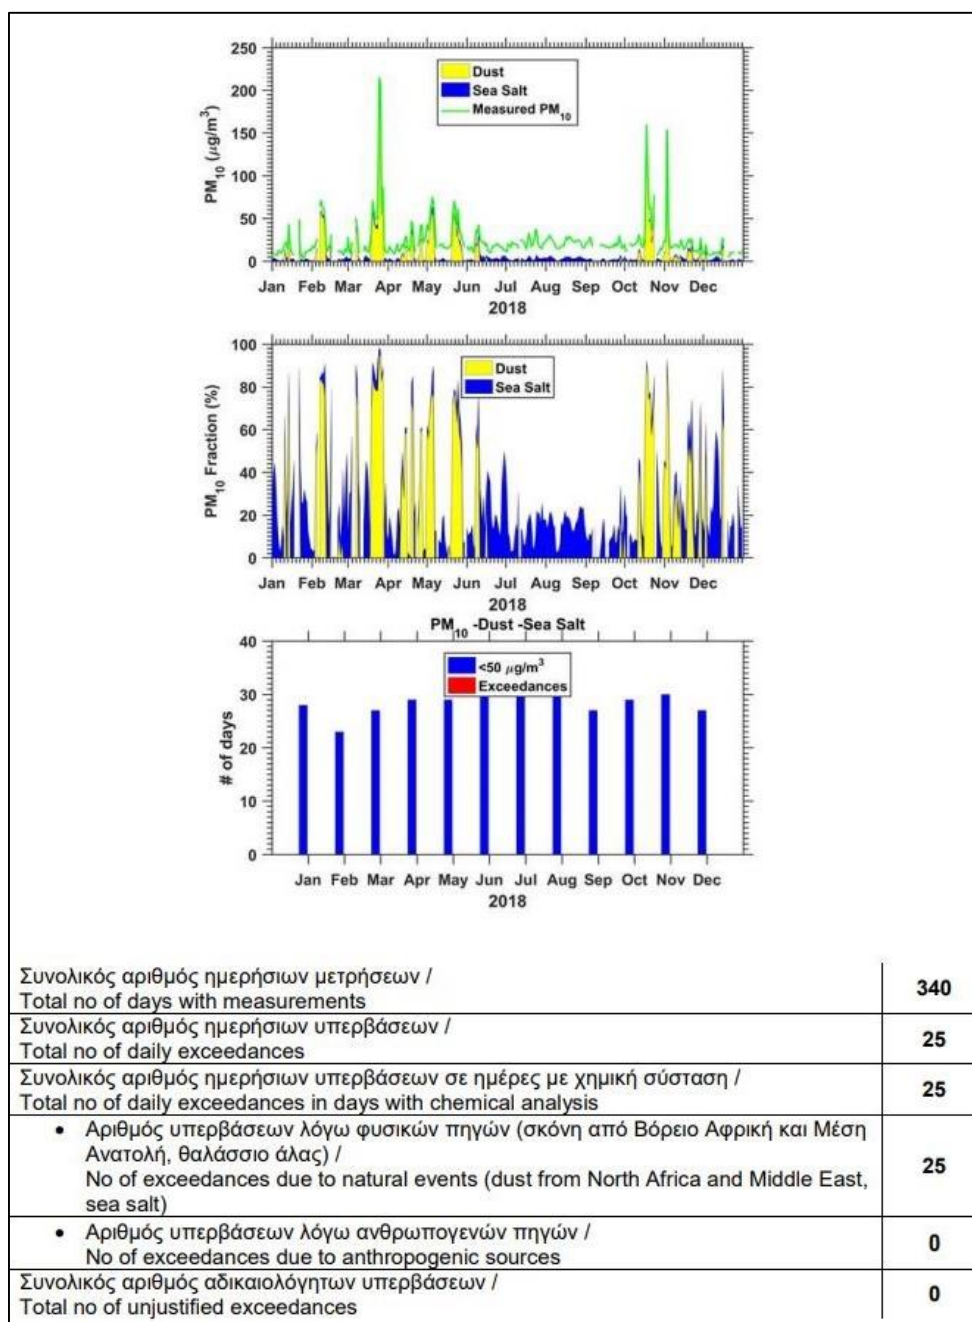 250
200
150
100
50
0
PM10 (μg/m3)
Dust
Sea Salt
Measured PM10
Jan Feb Mar Apr May Jun Jul Aug Sep Oct Nov Dec
2018
100
80
60
40
20
0
PM10 Fraction (%)
Dust
Sea Salt
Jan Feb Mar Apr May Jun Jul Aug Sep Oct Nov Dec
2018
PM10 -Dust -Sea Salt
40
30
20
10
0
# of days
<50 μg/m3
Exceedances
Jan Feb Mar Apr May Jun Jul Aug Sep Oct Nov Dec
2018
Συνολικός αριθμός ημερήσιων μετρήσεων /
Total no of days with measurements
340
Συνολικός αριθμός ημερήσιων υπερβάσεων /
Total no of daily exceedances
25
Συνολικός αριθμός ημερήσιων υπερβάσεων σε ημέρες με χημική σύσταση /
Total no of daily exceedances in days with chemical analysis
25
• Αριθμός υπερβάσεων λόγω φυσικών πηγών (σκόνη από Βόρειο Αφρική και Μέση
Ανατολή, θαλάσσιο άλας) /
No of exceedances due to natural events (dust from North Africa and Middle East,
sea salt)
25
• Αριθμός υπερβάσεων λόγω ανθρωπογενών πηγών /
No of exceedances due to anthropogenic sources
0
Συνολικός αριθμός αδικαιολόγητων υπερβάσεων /
Total no of unjustified exceedances
0